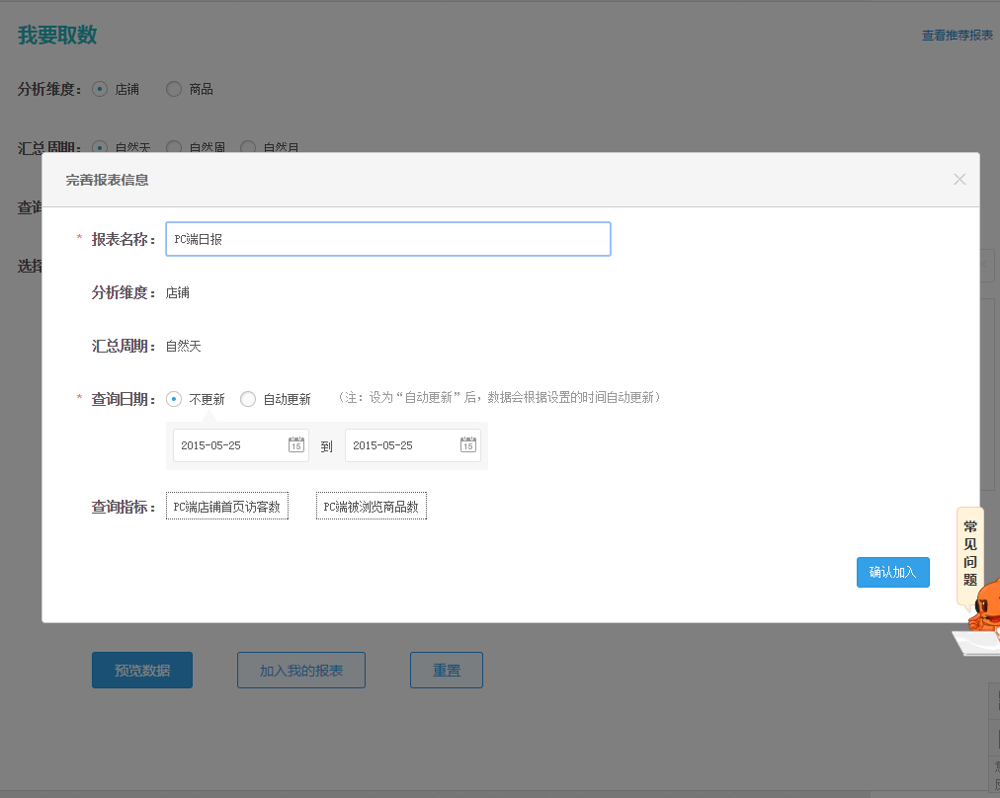 我要取数
查看推荐报表
分析维度： 店铺 商品
汇总周期： 自然天 自然周 自然月
完善报表信息
查询
* 报表名称： PC端日报
选择
分析维度： 店铺
汇总周期： 自然天
* 查询日期： 不更新 自动更新 （注：设为“自动更新”后，数据会根据设置的时间自动更新）
2015-05-25 15 到 2015-05-25 15
查询指标： PC端店铺首页访客数 PC端被浏览商品数
常见问题
确认加入
预览数据 加入我的报表 重置